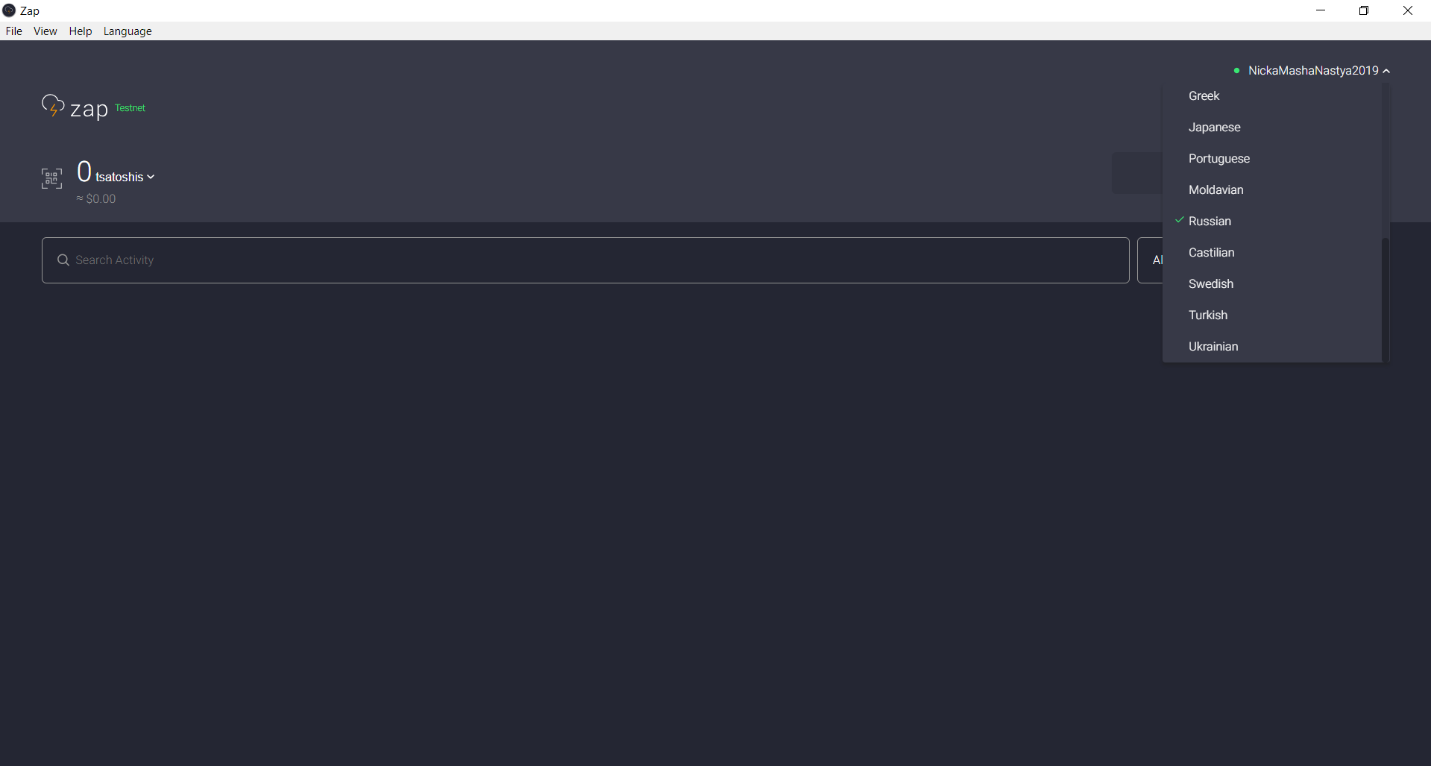 Zap
File View Help Language
NickaMashaNastya2019
zap Testnet
0 tsatoshis
≈ $0.00
Search Activity
Al
Greek
Japanese
Portuguese
Moldavian
Russian
Castilian
Swedish
Turkish
Ukrainian